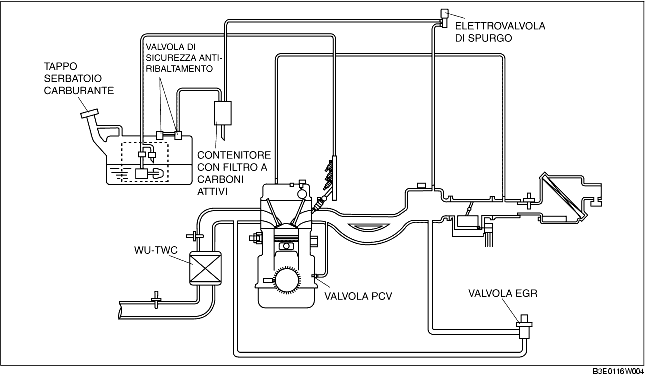 ELETTROVALVOLA
DI SPURGO
VALVOLA DI
SICUREZZA ANTI-
RIBALTAMENTO
TAPPO
SERBATOIO
CARBURANTE
CONTENITORE
CON FILTRO A
CARBONI
ATTIVI
WU-TWC
VALVOLA PCV
VALVOLA EGR
B3E0116W004